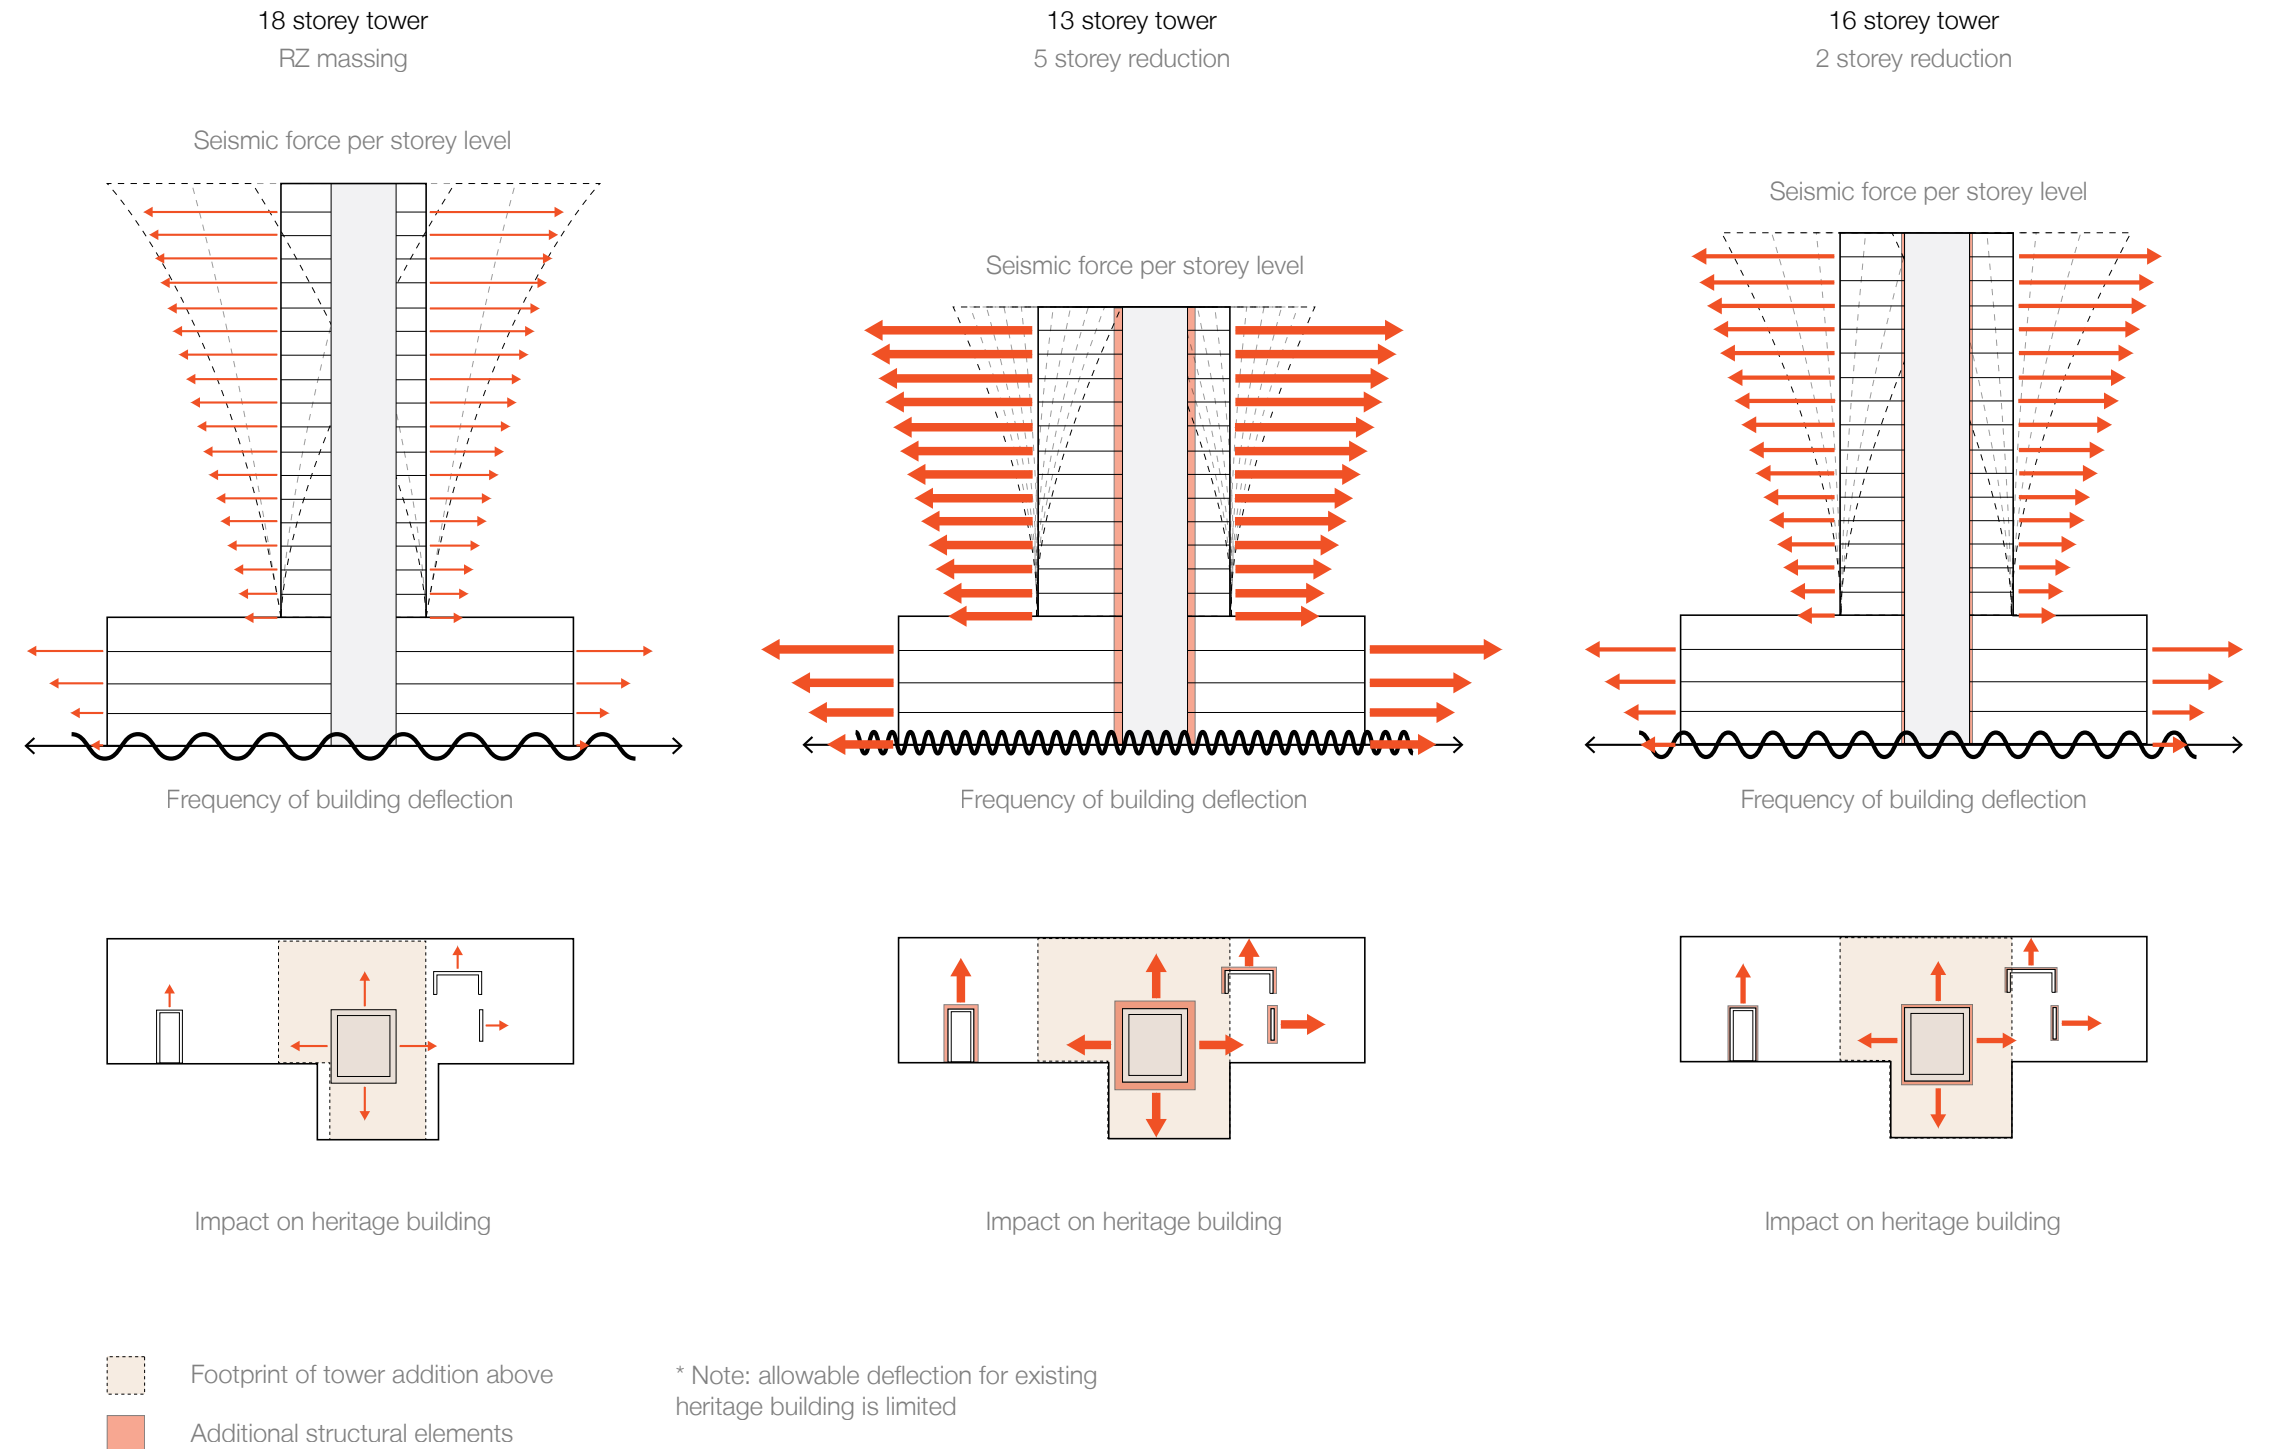 18 storey tower
RZ massing
Seismic force per storey level
Frequency of building deflection
Impact on heritage building
13 storey tower
5 storey reduction
Seismic force per storey level
Frequency of building deflection
Impact on heritage building
16 storey tower
2 storey reduction
Seismic force per storey level
Frequency of building deflection
Impact on heritage building
Footprint of tower addition above
Additional structural elements
* Note: allowable deflection for existing
heritage building is limited